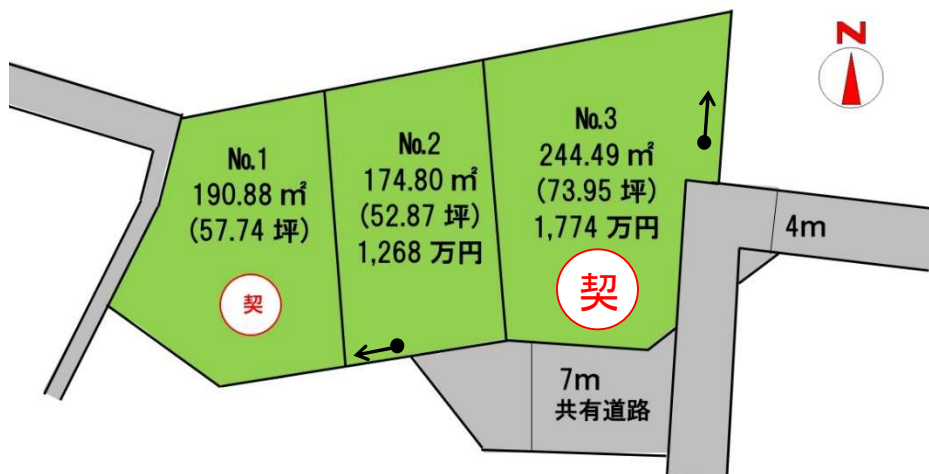 N
No.1
190.88 ㎡
(57.74 坪)
契
No.2
174.80 ㎡
(52.87 坪)
1,268 万円
No.3
244.49 ㎡
(73.95 坪)
1,774 万円
契
4m
7m
共有道路